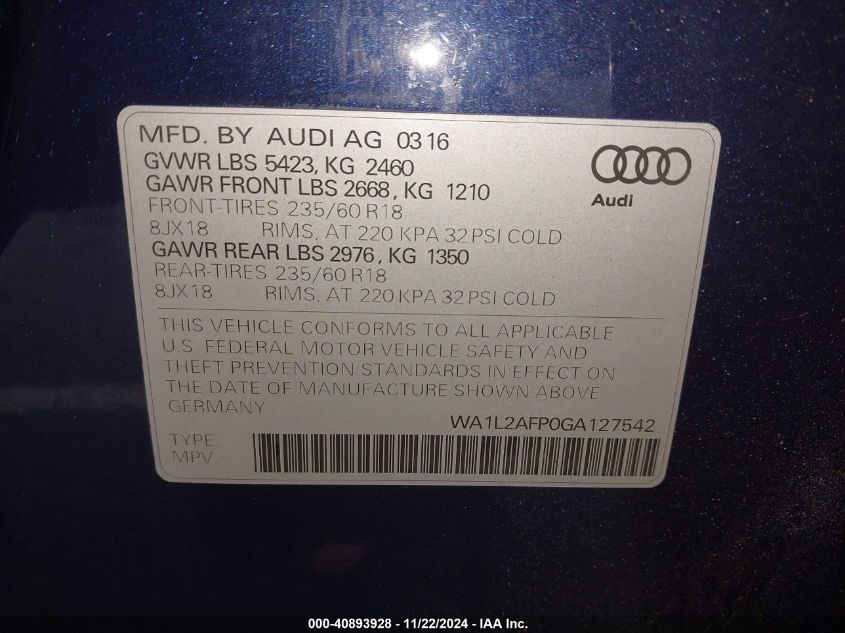 MFD. BY AUDI AG 0316
GVWR LBS 5423, KG 2460
GAWR FRONT LBS 2668, KG 1210
FRONT-TIRES 235/60 R18
8JX18 RIMS, AT 220 KPA 32 PSI COLD
GAWR REAR LBS 2976, KG 1350
REAR-TIRES 235/60 R18
8JX18 RIMS, AT 220 KPA 32 PSI COLD
Audi
THIS VEHICLE CONFORMS TO ALL APPLICABLE
U.S. FEDERAL MOTOR VEHICLE SAFETY AND
THEFT PREVENTION STANDARDS IN EFFECT ON
THE DATE OF MANUFACTURE SHOWN ABOVE
GERMANY
WA1L2AFP0GA127542
TYPE:
MPV
000-40893928 - 11/22/2024 - IAA Inc.